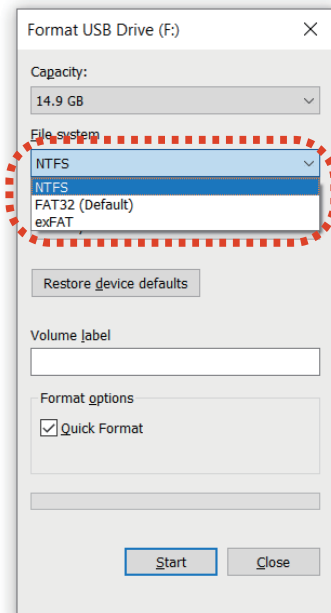 Format USB Drive (F:)
Capacity:
14.9 GB
File system
NTFS
NTFS
FAT32 (Default)
exFAT
Restore device defaults
Volume label
Format options
Quick Format
Start
Close